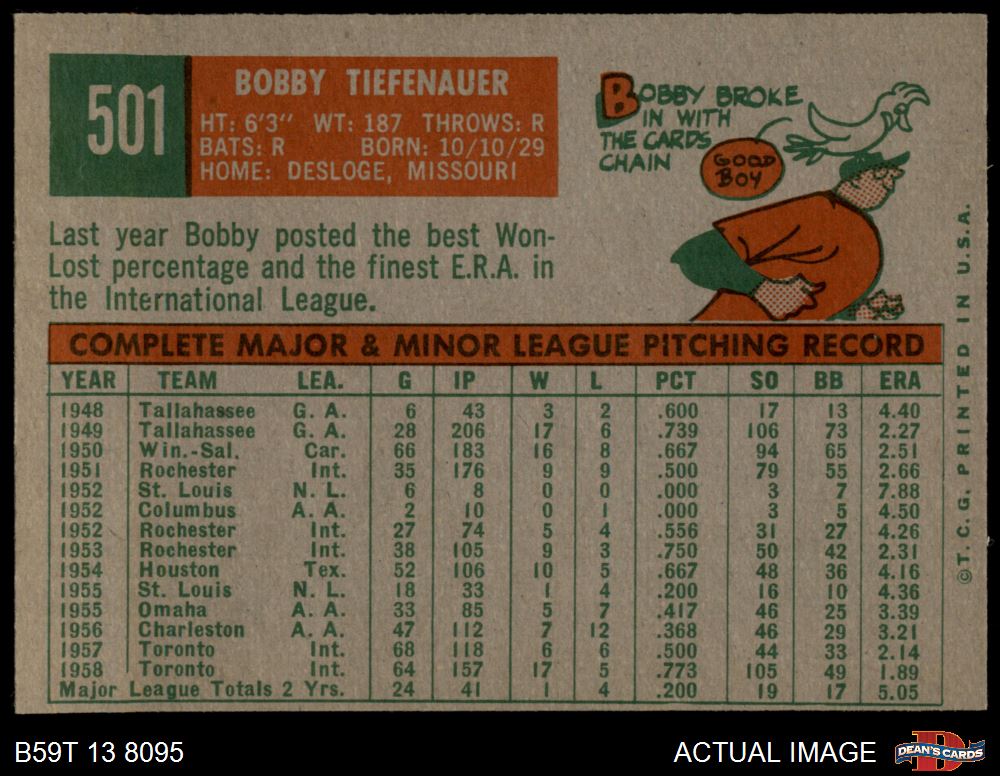 501
BOBBY TIEFENAUER
HT: 6'3" WT: 187 THROWS: R
BATS: R BORN: 10/10/29
HOME: DESLOGE, MISSOURI
BOBBY BROKE
IN WITH
THE CARDS
CHAIN
GOOD
BOY
Last year Bobby posted the best Won-
Lost percentage and the finest E.R.A. in
the International League.
COMPLETE MAJOR & MINOR LEAGUE PITCHING RECORD
YEAR TEAM LEA. G IP W L PCT SO BB ERA
1948 Tallahassee G. A. 6 43 3 2 .600 17 13 4.40
1949 Tallahassee G. A. 28 206 17 6 .739 106 73 2.27
1950 Win.-Sal. Car. 66 183 16 8 .667 94 65 2.51
1951 Rochester Int. 35 176 9 9 .500 79 55 2.66
1952 St. Louis N. L. 6 8 0 0 .000 3 7 7.88
1952 Columbus A. A. 2 10 0 1 .000 3 5 4.50
1952 Rochester Int. 27 74 5 4 .556 31 27 4.26
1953 Rochester Int. 38 105 9 3 .750 50 42 2.31
1954 Houston Tex. 52 106 10 5 .667 48 36 4.16
1955 St. Louis N. L. 18 33 1 4 .200 16 10 4.36
1955 Omaha A. A. 33 85 5 7 .417 46 25 3.39
1956 Charleston A. A. 47 112 7 12 .368 46 29 3.21
1957 Toronto Int. 68 118 6 6 .500 44 33 2.14
1958 Toronto Int. 64 157 17 5 .773 105 49 1.89
Major League Totals 2 Yrs. 24 41 1 4 .200 19 17 5.05
©T. C. G. PRINTED IN U.S.A.
B59T 13 8095
ACTUAL IMAGE
DEAN'S CARDS